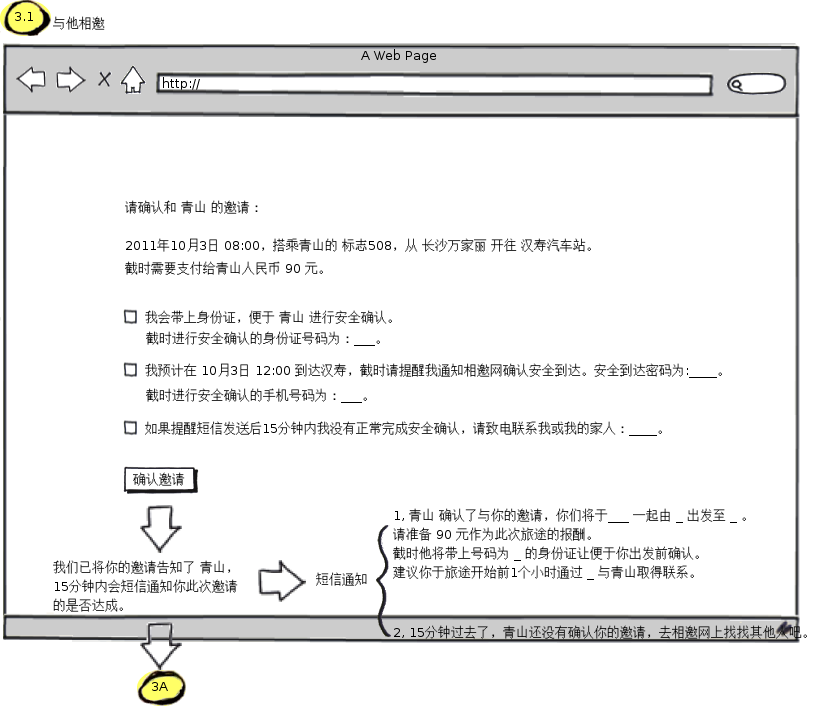 3.1 与他相邀
A Web Page
http://
请确认和 青山 的邀请：
2011年10月3日 08:00，搭乘青山的 标志508，从 长沙万家丽 开往 汉寿汽车站。
截时需要支付给青山人民币 90 元。
我会带上身份证，便于 青山 进行安全确认。
截时进行安全确认的身份证号码为：___。
我预计在 10月3日 12:00 到达汉寿，截时请提醒我通知相邀网确认安全到达。安全到达密码为:____。
截时进行安全确认的手机号码为：___。
如果提醒短信发送后15分钟内我没有正常完成安全确认，请致电联系我或我的家人：____。
确认邀请
我们已将你的邀请告知了 青山，
15分钟内会短信通知你此次邀请
的是否达成。
短信通知
1, 青山 确认了与你的邀请，你们将于___ 一起由 _ 出发至 _ 。
请准备 90 元作为此次旅途的报酬。
截时他将带上号码为 _ 的身份证让便于你出发前确认。
建议你于旅途开始前1个小时通过 _ 与青山取得联系。
2, 15分钟过去了，青山还没有确认你的邀请，去相邀网上找找其他人吧。
3A